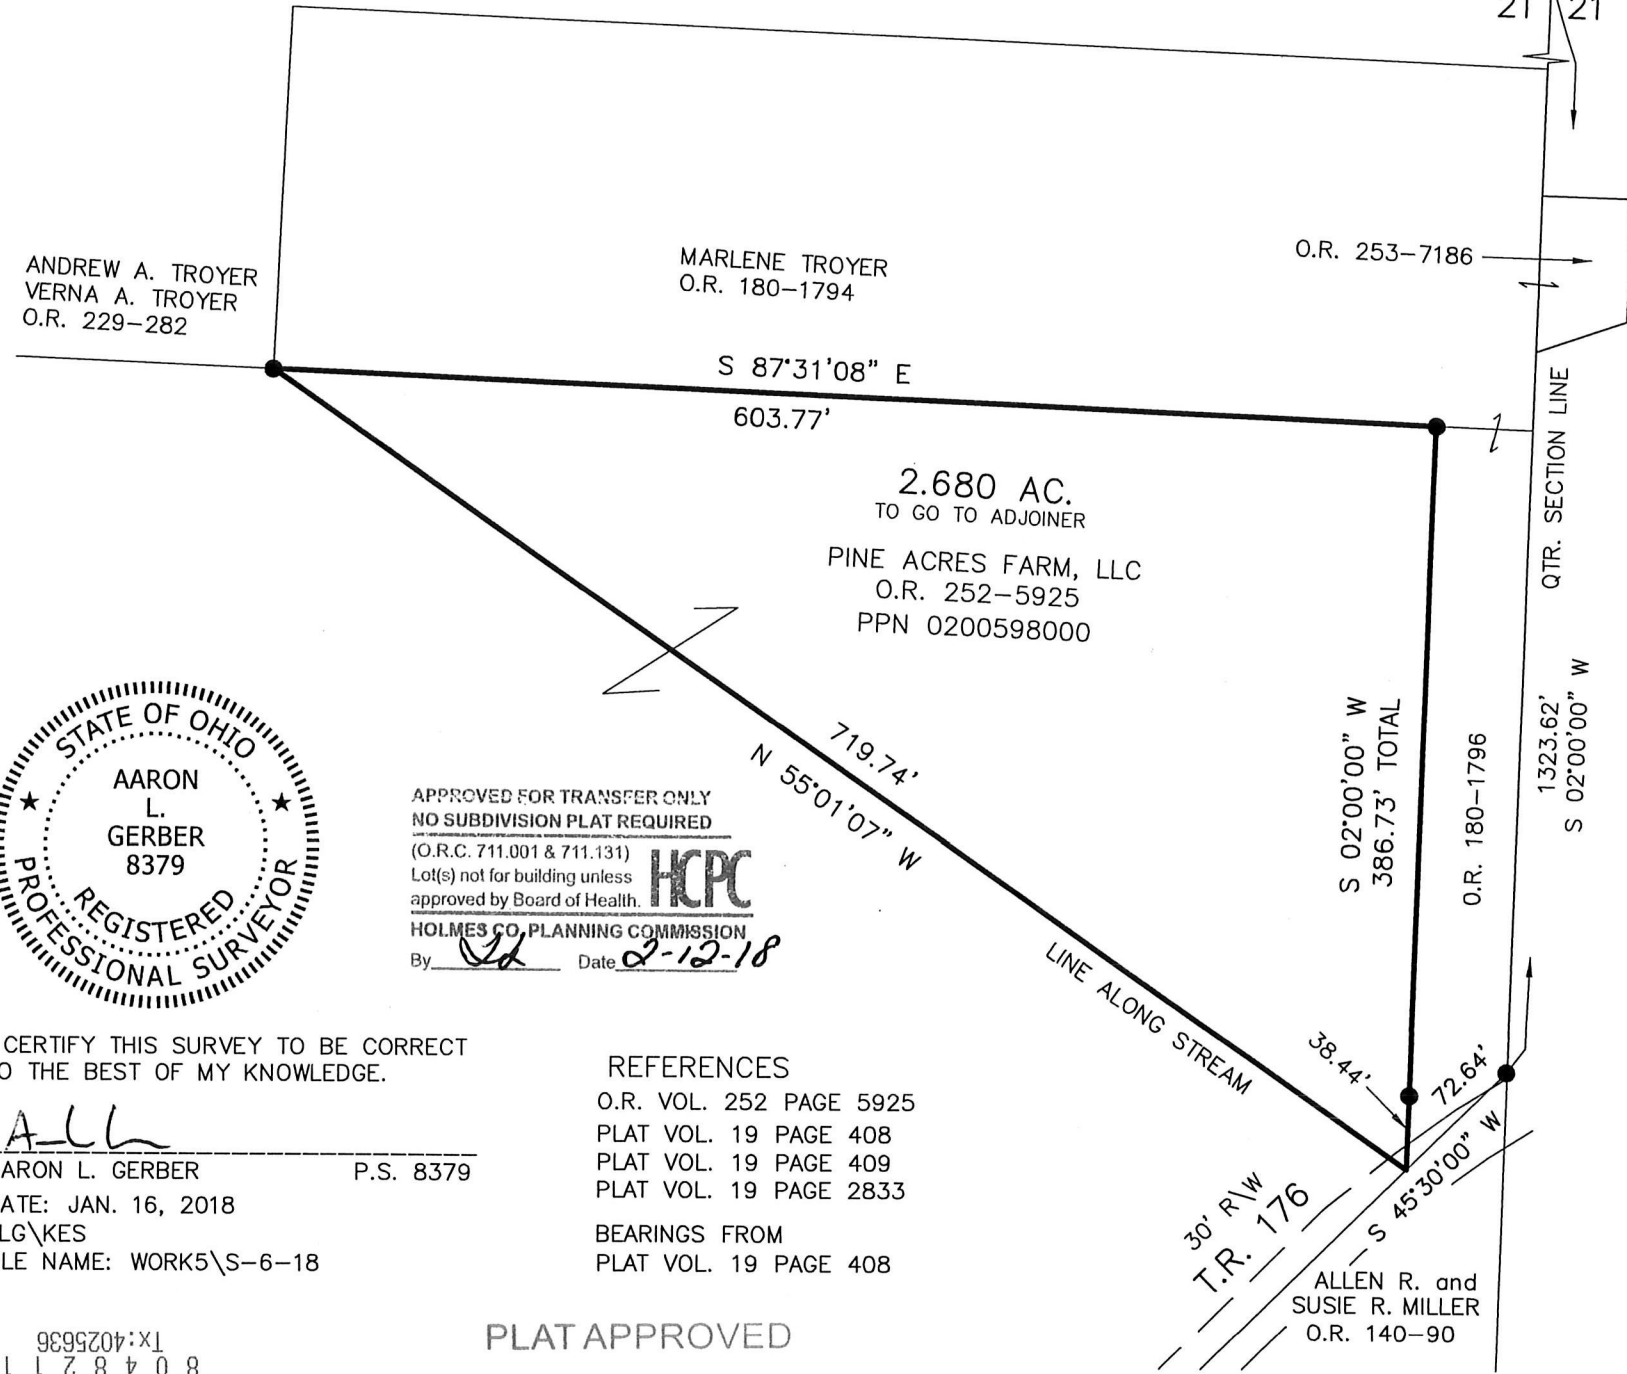 21 21
ANDREW A. TROYER
VERNA A. TROYER
O.R. 229-282
MARLENE TROYER
O.R. 180-1794
O.R. 253-7186
S 87°31'08" E
603.77'
2.680 AC.
TO GO TO ADJOINER
PINE ACRES FARM, LLC
O.R. 252-5925
PPN 0200598000
QTR. SECTION LINE
1323.62'
S 02°00'00" W
S 02°00'00" W
386.73' TOTAL
O.R. 180-1796
719.74'
N 55°01'07" W
LINE ALONG STREAM
38.44'
72.64'
S 45°30'00" W
30' R\W
T.R. 176
ALLEN R. and
SUSIE R. MILLER
O.R. 140-90
STATE OF OHIO
AARON
L.
GERBER
8379
REGISTERED
PROFESSIONAL SURVEYOR
APPROVED FOR TRANSFER ONLY
NO SUBDIVISION PLAT REQUIRED
(O.R.C. 711.001 & 711.131)
Lot(s) not for building unless
approved by Board of Health.
HCPC
HOLMES CO. PLANNING COMMISSION
By Date 2-12-18
CERTIFY THIS SURVEY TO BE CORRECT
O THE BEST OF MY KNOWLEDGE.
ARON L. GERBER P.S. 8379
ATE: JAN. 16, 2018
LG\KES
LE NAME: WORK5\S-6-18
REFERENCES
O.R. VOL. 252 PAGE 5925
PLAT VOL. 19 PAGE 408
PLAT VOL. 19 PAGE 409
PLAT VOL. 19 PAGE 2833
BEARINGS FROM
PLAT VOL. 19 PAGE 408
PLAT APPROVED
Tx:4025636